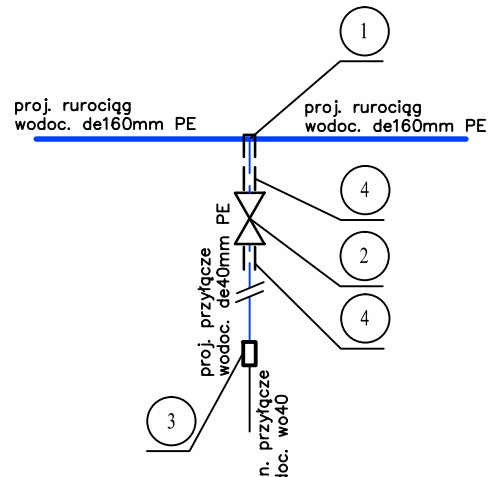 1
proj. rurociąg
wodoc. de160mm PE
proj. rurociąg
wodoc. de160mm PE
4
2
4
proj. przyłącze
wodoc. de40mm PE
3
n. przyłącze
doc. wo40